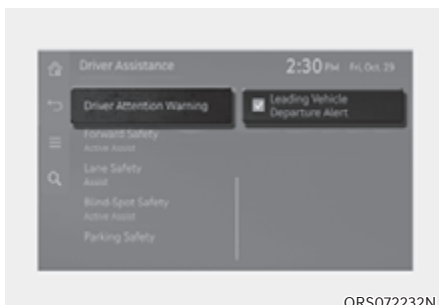 Driver Assistance
2:30 PM Fri, Oct. 29
Driver Attention Warning
Leading Vehicle
Departure Alert
Forward Safety
Active Assist
Lane Safety
Assist
Blind-Spot Safety
Active Assist
Parking Safety
ORS072232N